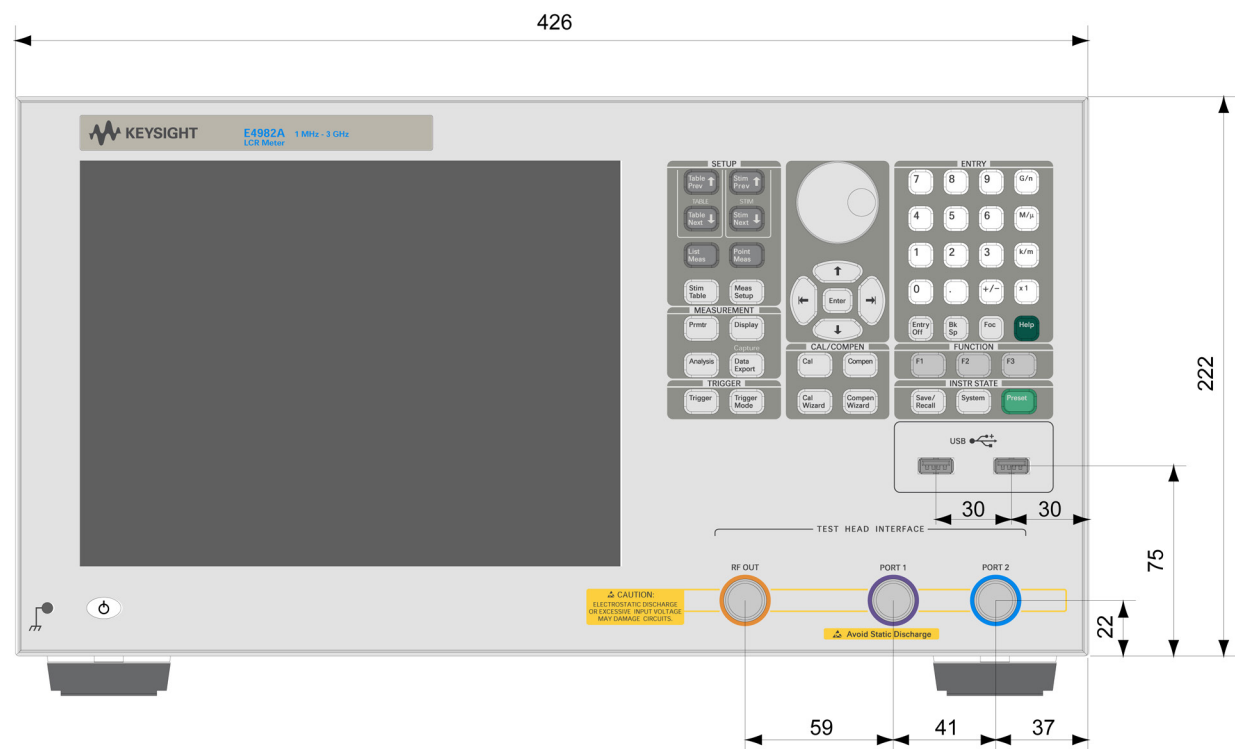 426
KEYSIGHT
E4982A 1 MHz - 3 GHz
LCR Meter
SETUP
Table Prev ↑
Stim Prev ↑
TABLE
STIM
Table Next ↓
Stim Next ↓
List Meas
Point Meas
Stim Table
Meas Setup
MEASUREMENT
Prmtr
Display
Capture
Analysis
Data Export
TRIGGER
Trigger
Trigger Mode
Enter
CAL/COMPEN
Cal
Compen
Cal Wizard
Compen Wizard
ENTRY
7 8 9 G/n
4 5 6 M/μ
1 2 3 k/m
0 . +/− x1
Entry Off
Bk Sp
Foc
Help
FUNCTION
F1 F2 F3
INSTR STATE
Save/ Recall
System
Preset
USB
222
30 30
75
TEST HEAD INTERFACE
RF OUT
PORT 1
PORT 2
CAUTION:
ELECTROSTATIC DISCHARGE
OR EXCESSIVE INPUT VOLTAGE
MAY DAMAGE CIRCUITS.
Avoid Static Discharge
22
59 41 37